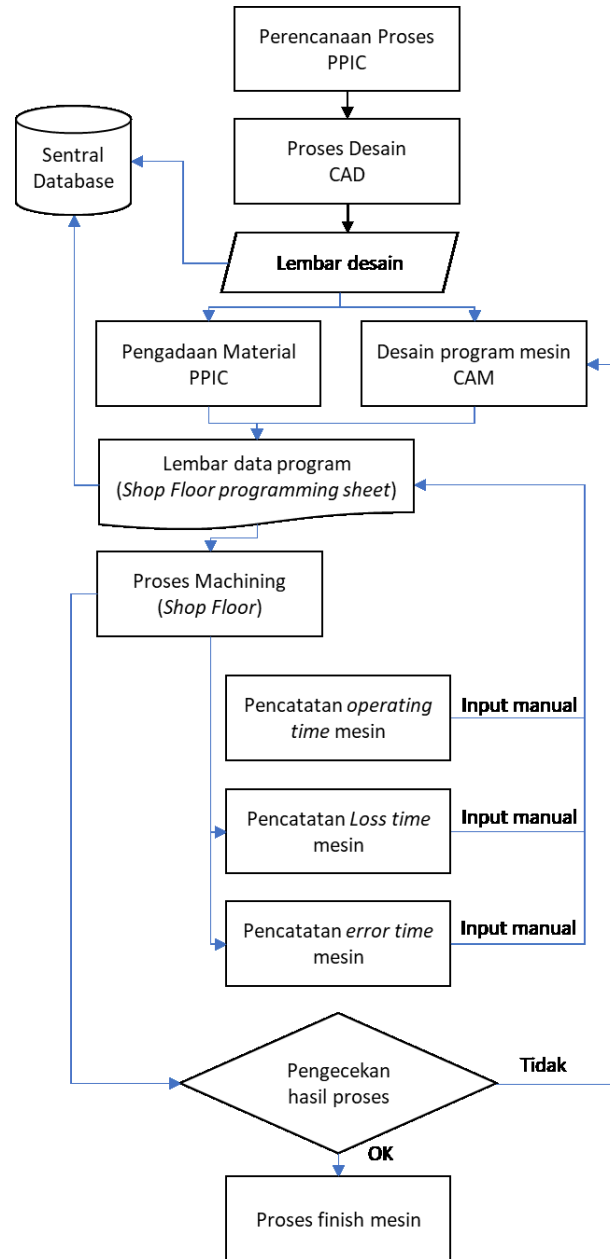 Perencanaan Proses
PPIC
Sentral
Database
Proses Desain
CAD
Lembar desain
Pengadaan Material
PPIC
Desain program mesin
CAM
Lembar data program
(Shop Floor programming sheet)
Proses Machining
(Shop Floor)
Pencatatan operating
time mesin
Input manual
Pencatatan Loss time
mesin
Input manual
Pencatatan error time
mesin
Input manual
Pengecekan
hasil proses
Tidak
OK
Proses finish mesin